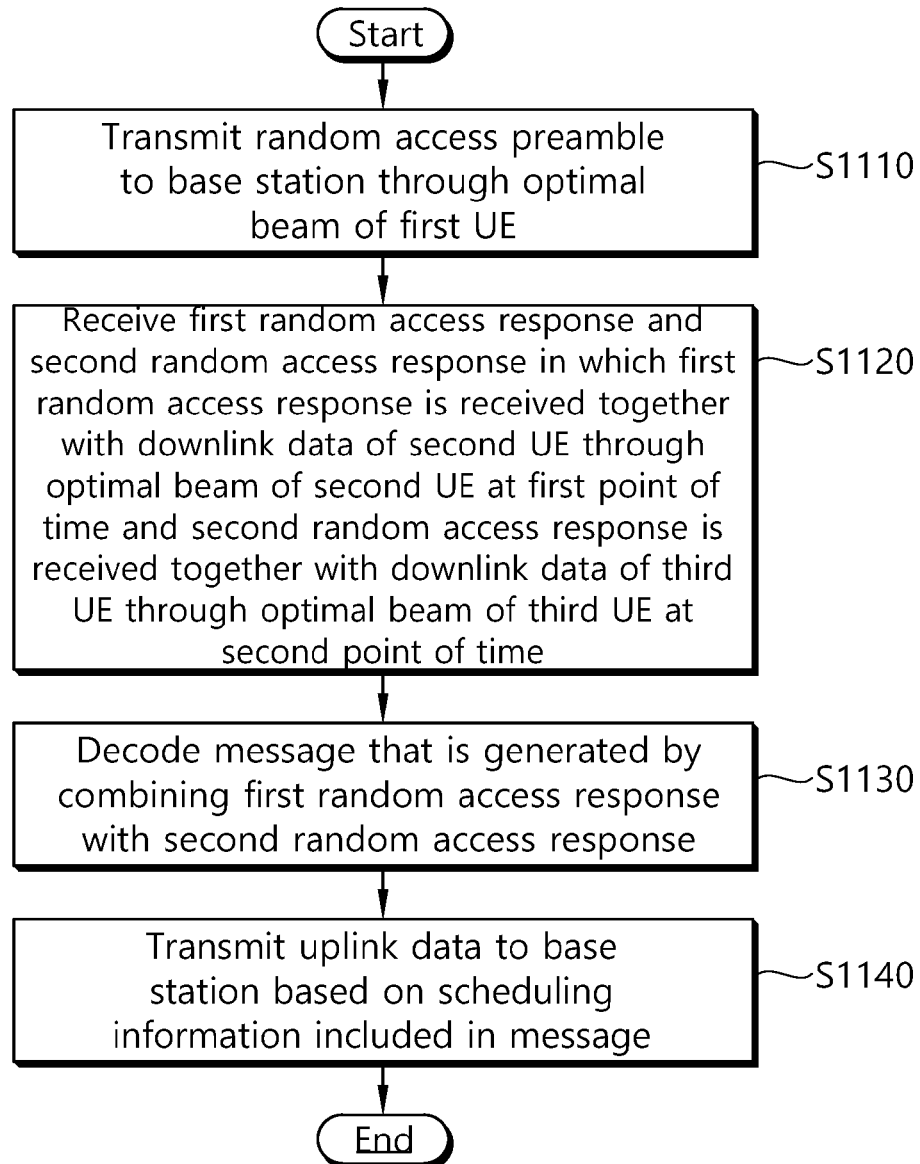 Start
Transmit random access preamble
to base station through optimal
beam of first UE
S1110
Receive first random access response and
second random access response in which first
random access response is received together
with downlink data of second UE through
optimal beam of second UE at first point of
time and second random access response is
received together with downlink data of third
UE through optimal beam of third UE at
second point of time
S1120
Decode message that is generated by
combining first random access response
with second random access response
S1130
Transmit uplink data to base
station based on scheduling
information included in message
S1140
End